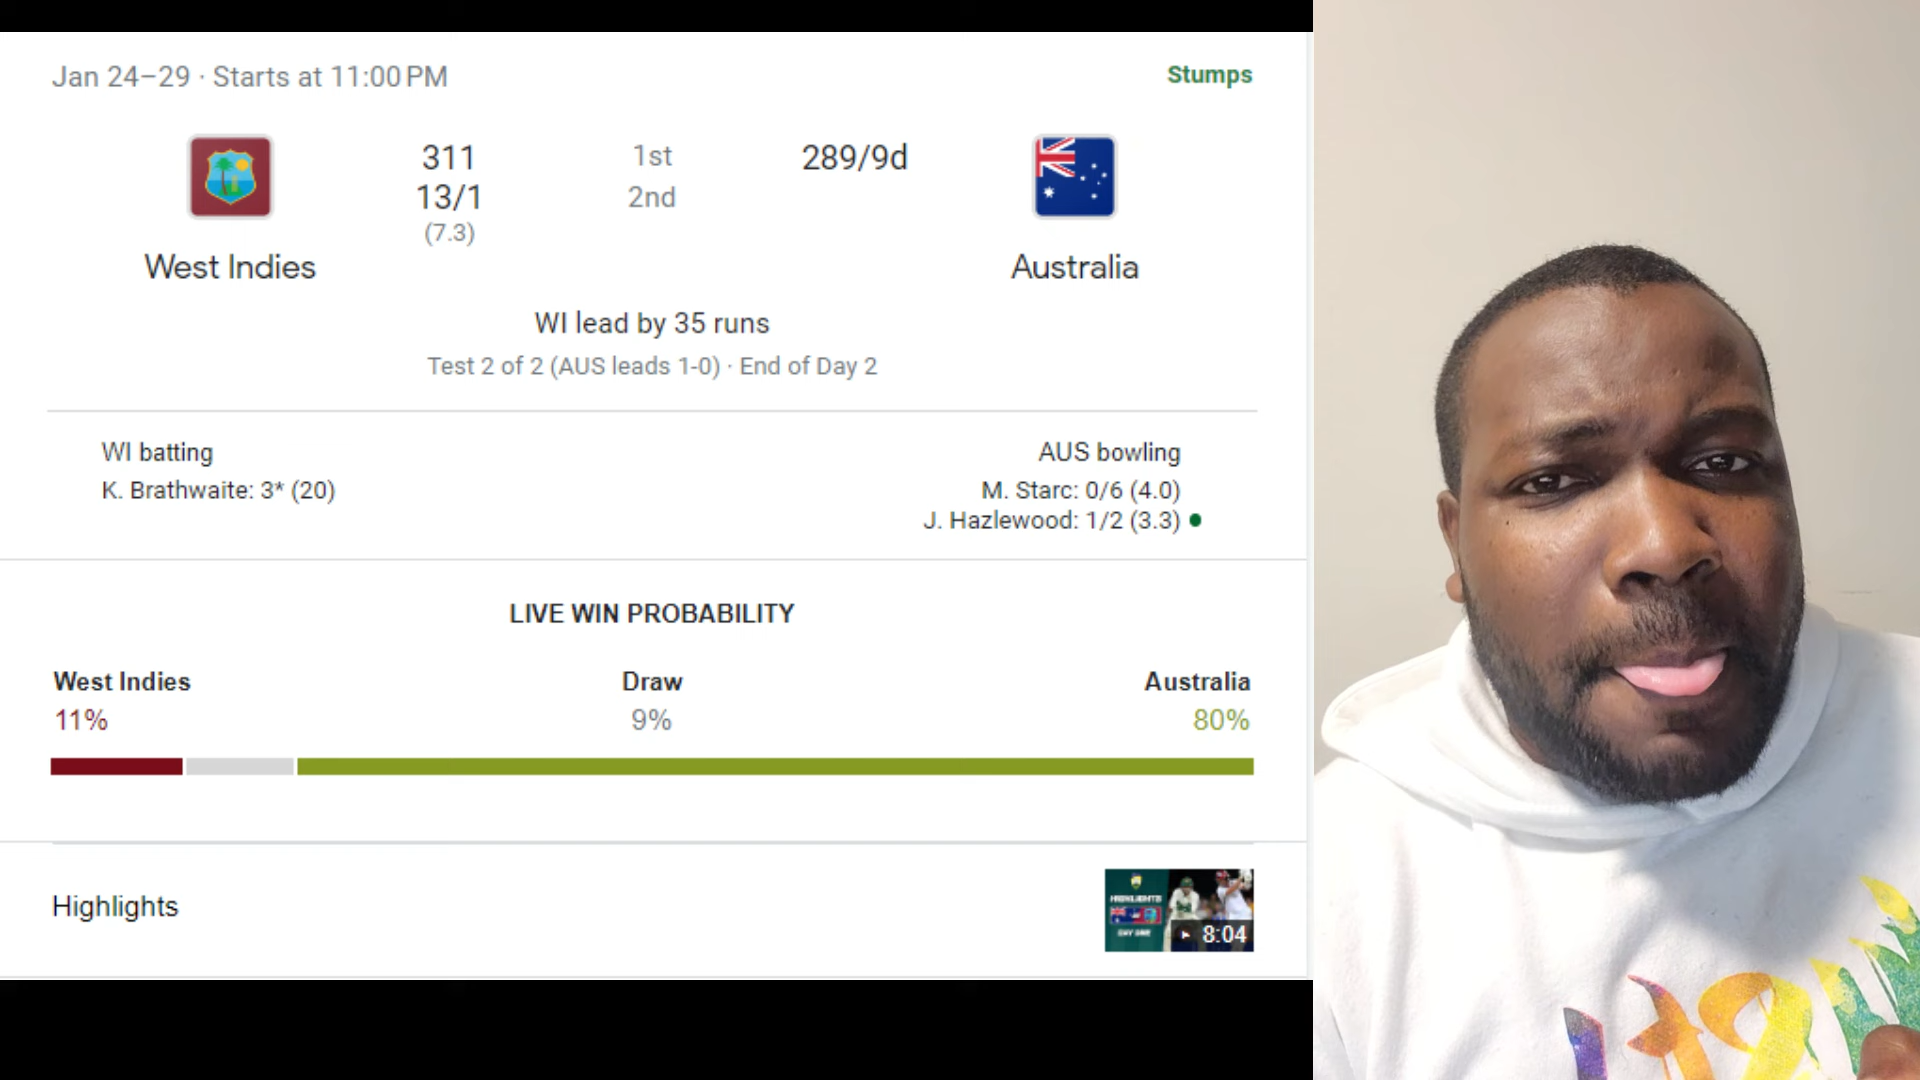 Jan 24–29 · Starts at 11:00 PM
Stumps
311 1st 289/9d
13/1 2nd
(7.3)
West Indies
Australia
WI lead by 35 runs
Test 2 of 2 (AUS leads 1-0) · End of Day 2
WI batting
AUS bowling
K. Brathwaite: 3* (20)
M. Starc: 0/6 (4.0)
J. Hazlewood: 1/2 (3.3)
LIVE WIN PROBABILITY
West Indies Draw Australia
11% 9% 80%
Highlights
HIGHLIGHTS
DAY ONE
8:04